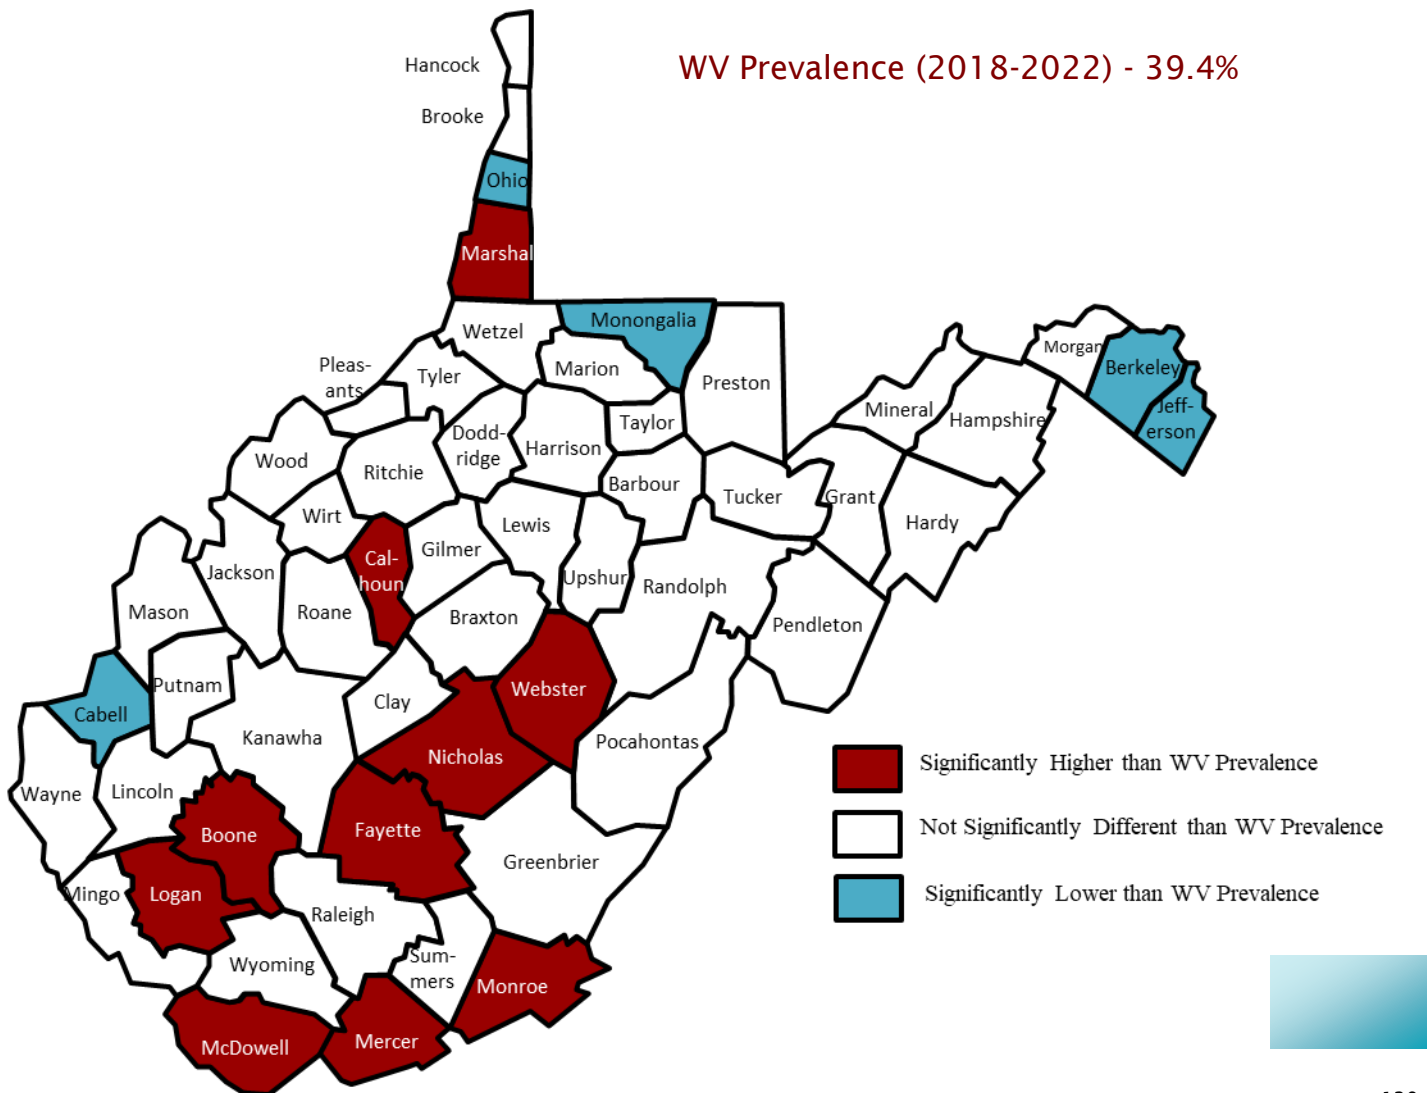 WV Prevalence (2018-2022) - 39.4%
Hancock
Brooke
Ohio
Marshal
Wetzel
Monongalia
Marion
Preston
Pleas-
ants
Tyler
Morgan
Berkeley
Jeff-
erson
Mineral
Hampshire
Wood
Ritchie
Dodd-
ridge
Harrison
Taylor
Barbour
Tucker
Grant
Hardy
Wirt
Cal-
houn
Gilmer
Lewis
Upshur
Randolph
Pendleton
Jackson
Roane
Braxton
Mason
Putnam
Cabell
Clay
Webster
Kanawha
Nicholas
Pocahontas
Wayne
Lincoln
Boone
Fayette
Greenbrier
Mingo
Logan
Raleigh
Wyoming
Sum-
mers
Monroe
McDowell
Mercer
Significantly Higher than WV Prevalence
Not Significantly Different than WV Prevalence
Significantly Lower than WV Prevalence